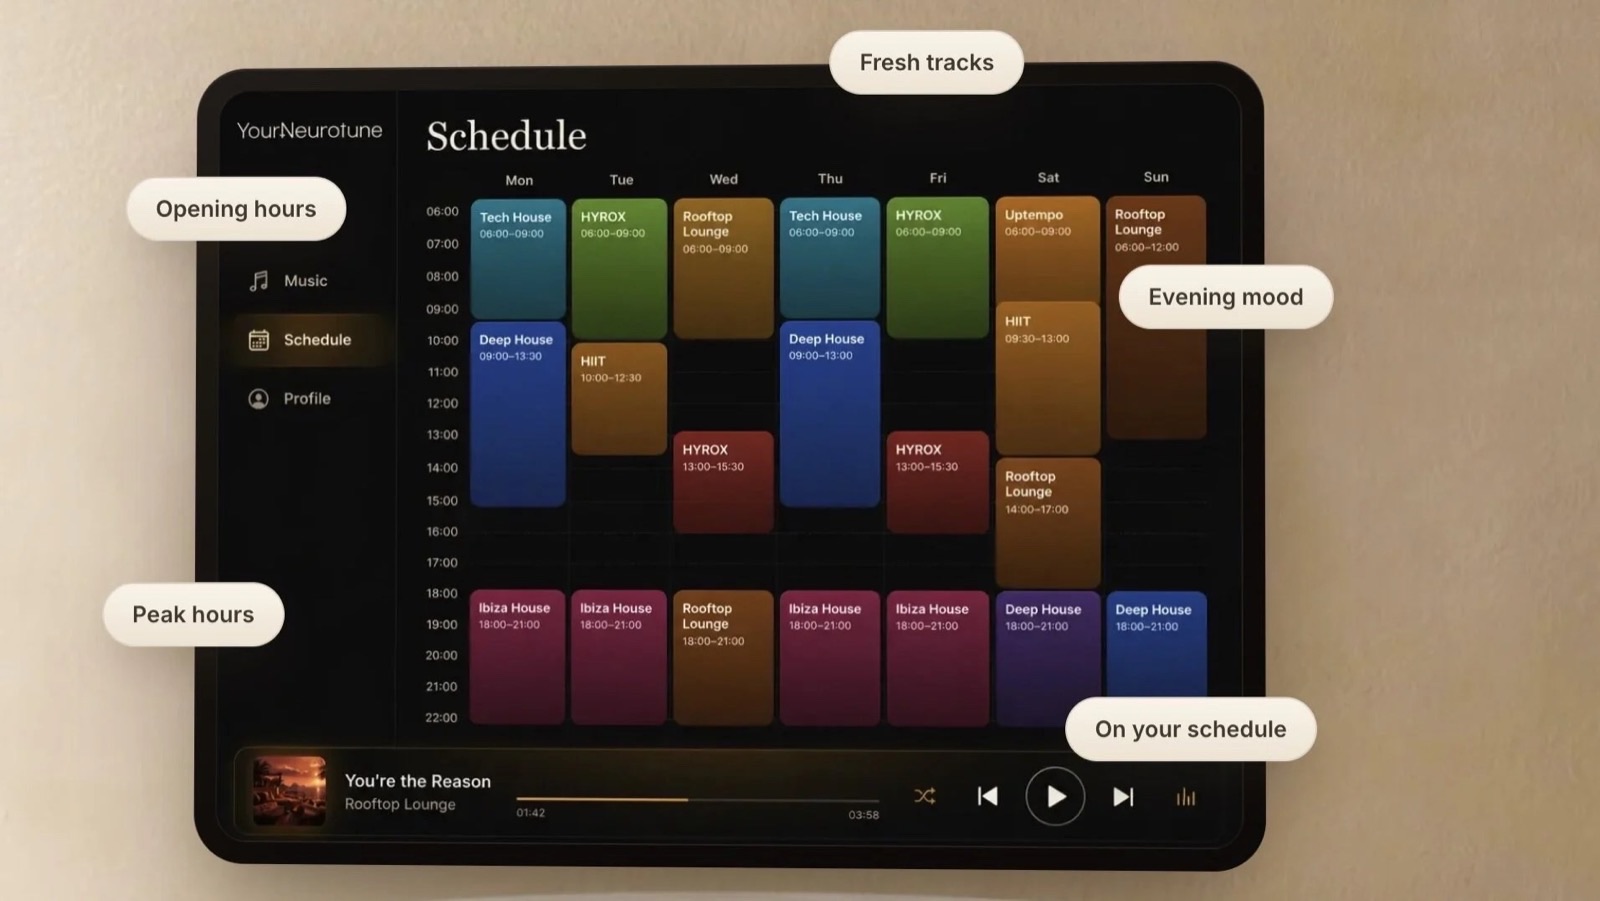 Fresh tracks
YourNeurotune
Schedule
Opening hours
Music
Schedule
Profile
Peak hours
Mon Tue Wed Thu Fri Sat Sun
06:00
07:00
08:00
09:00
10:00
11:00
12:00
13:00
14:00
15:00
16:00
17:00
18:00
19:00
20:00
21:00
22:00
Tech House
06:00–09:00
Deep House
09:00–13:30
Ibiza House
18:00–21:00
HYROX
06:00–09:00
HIIT
10:00–12:30
Ibiza House
18:00–21:00
Rooftop
Lounge
06:00–09:00
HYROX
13:00–15:30
Rooftop
Lounge
18:00–21:00
Tech House
06:00–09:00
Deep House
09:00–13:00
Ibiza House
18:00–21:00
HYROX
06:00–09:00
HYROX
13:00–15:30
Ibiza House
18:00–21:00
Uptempo
06:00–09:00
HIIT
09:30–13:00
Rooftop
Lounge
14:00–17:00
Deep House
18:00–21:00
Rooftop
Lounge
06:00–12:00
Evening mood
Deep House
18:00–21:00
On your schedule
You're the Reason
Rooftop Lounge
01:42
03:58